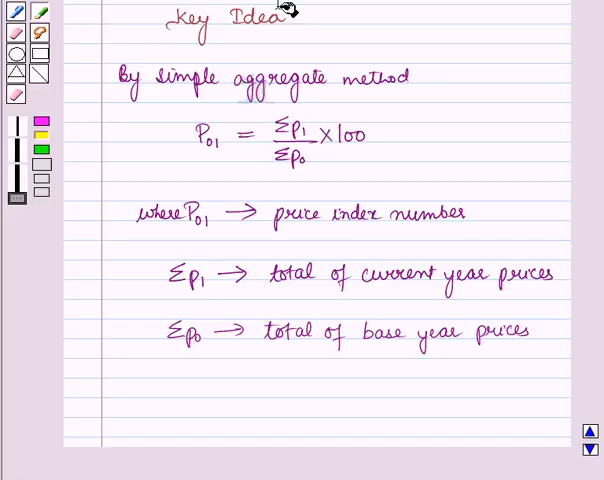 Key Idea
By simple aggregate method
P₀₁ = Σp₁/Σp₀ × 100
where P₀₁ → price index number
Σp₁ → total of current year prices
Σp₀ → total of base year prices